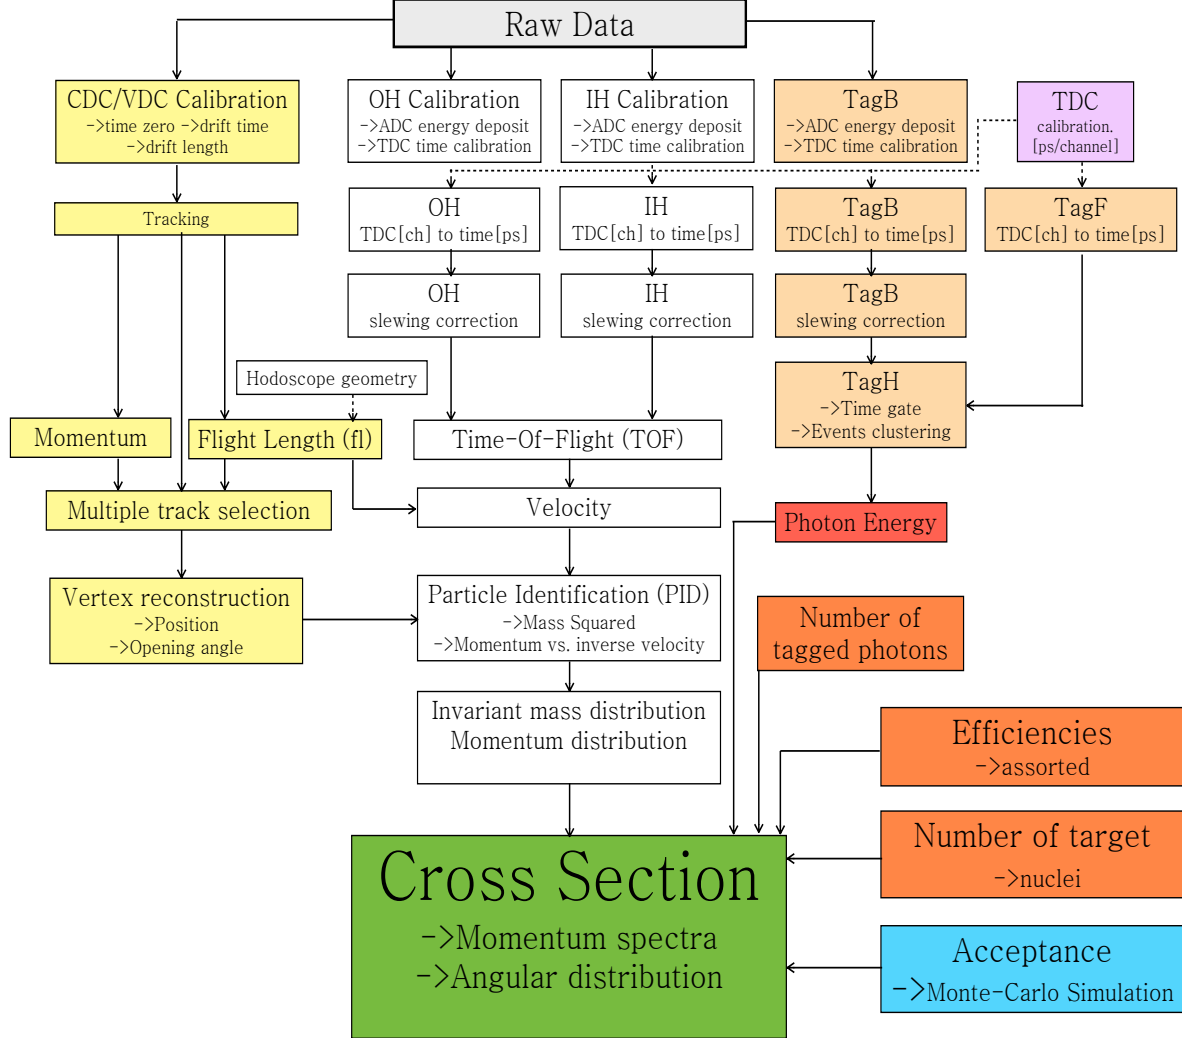 Raw Data
CDC/VDC Calibration
->time zero ->drift time
->drift length
OH Calibration
->ADC energy deposit
->TDC time calibration
IH Calibration
->ADC energy deposit
->TDC time calibration
TagB
->ADC energy deposit
->TDC time calibration
TDC
calibration.
[ps/channel]
Tracking
OH
TDC[ch] to time[ps]
IH
TDC[ch] to time[ps]
TagB
TDC[ch] to time[ps]
TagF
TDC[ch] to time[ps]
OH
slewing correction
IH
slewing correction
TagB
slewing correction
Hodoscope geometry
TagH
->Time gate
->Events clustering
Momentum
Flight Length (fl)
Time-Of-Flight (TOF)
Multiple track selection
Velocity
Photon Energy
Vertex reconstruction
->Position
->Opening angle
Particle Identification (PID)
->Mass Squared
->Momentum vs. inverse velocity
Number of
tagged photons
Invariant mass distribution
Momentum distribution
Efficiencies
->assorted
Number of target
->nuclei
Cross Section
->Momentum spectra
->Angular distribution
Acceptance
->Monte-Carlo Simulation